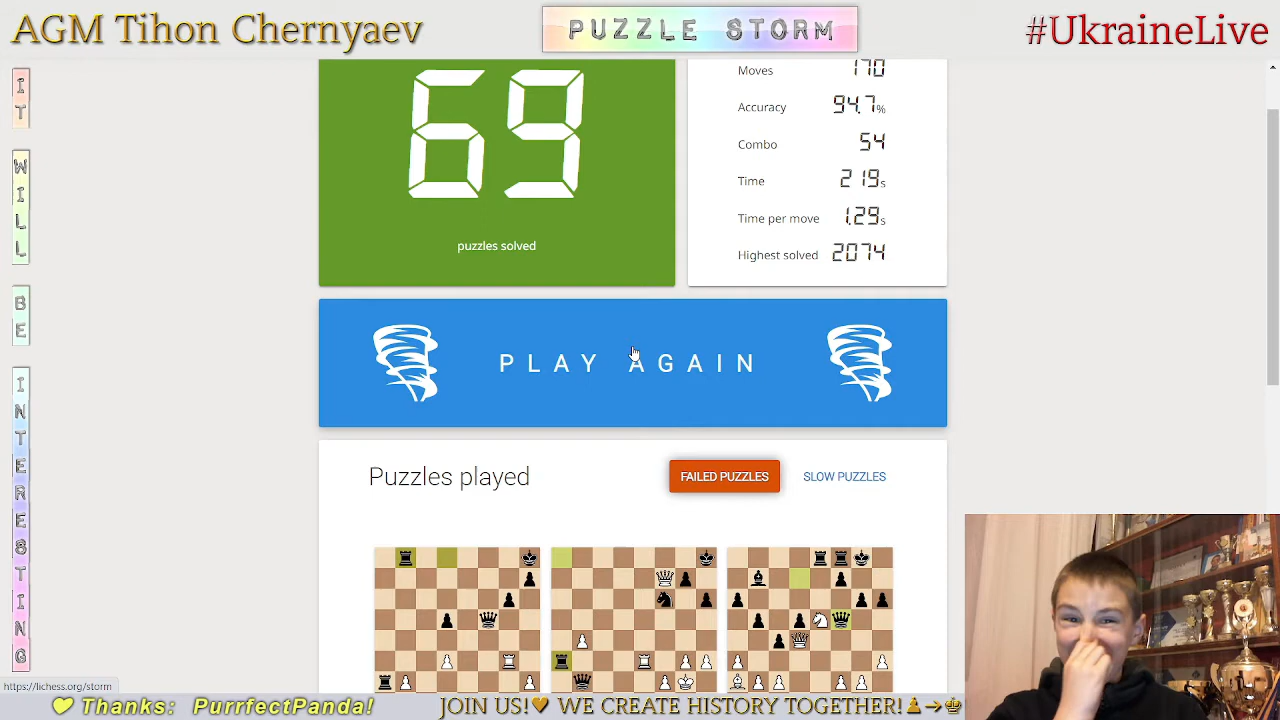 AGM Tihon Chernyaev
PUZZLE STORM
#UkraineLive
IT
WILL
BE
INTERESTING
69
puzzles solved
Moves 170
Accuracy 94.7%
Combo 54
Time 219s
Time per move 1.29s
Highest solved 2074
PLAY AGAIN
Puzzles played
FAILED PUZZLES
SLOW PUZZLES
https://lichess.org/storm
Thanks: PurrfectPanda!
JOIN US! WE CREATE HISTORY TOGETHER!